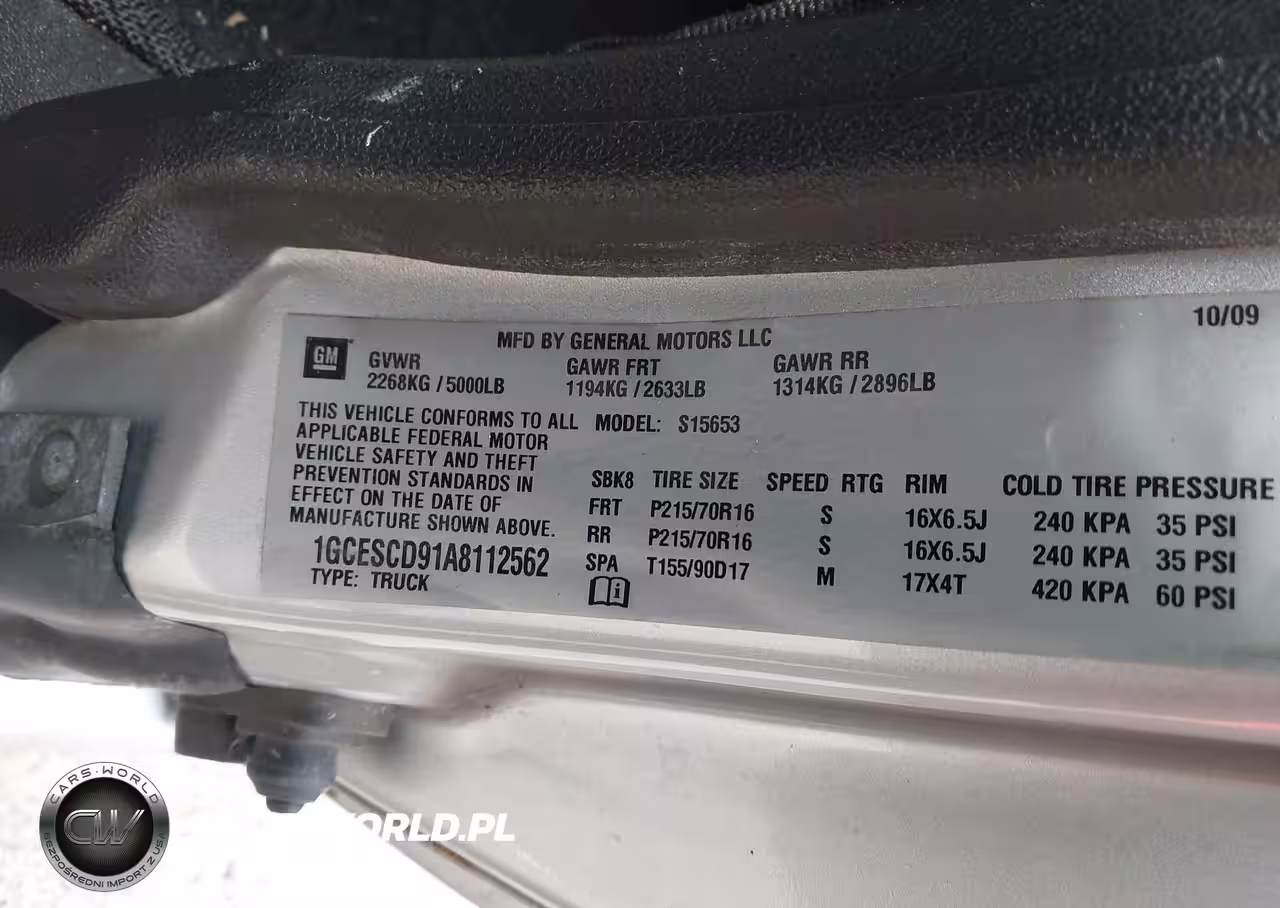 10/09
MFD BY GENERAL MOTORS LLC
GM
GVWR GAWR FRT GAWR RR
2268KG / 5000LB 1194KG / 2633LB 1314KG / 2896LB
THIS VEHICLE CONFORMS TO ALL
APPLICABLE FEDERAL MOTOR
VEHICLE SAFETY AND THEFT
PREVENTION STANDARDS IN
EFFECT ON THE DATE OF
MANUFACTURE SHOWN ABOVE.
1GCESCD91A8112562
TYPE: TRUCK
MODEL: S15653
SBK8 TIRE SIZE SPEED RTG RIM COLD TIRE PRESSURE
FRT P215/70R16 S 16X6.5J 240 KPA 35 PSI
RR P215/70R16 S 16X6.5J 240 KPA 35 PSI
SPA T155/90D17 M 17X4T 420 KPA 60 PSI
CARS-WORLD
CW
BEZPOŚREDNI IMPORT Z USA
WORLD.PL